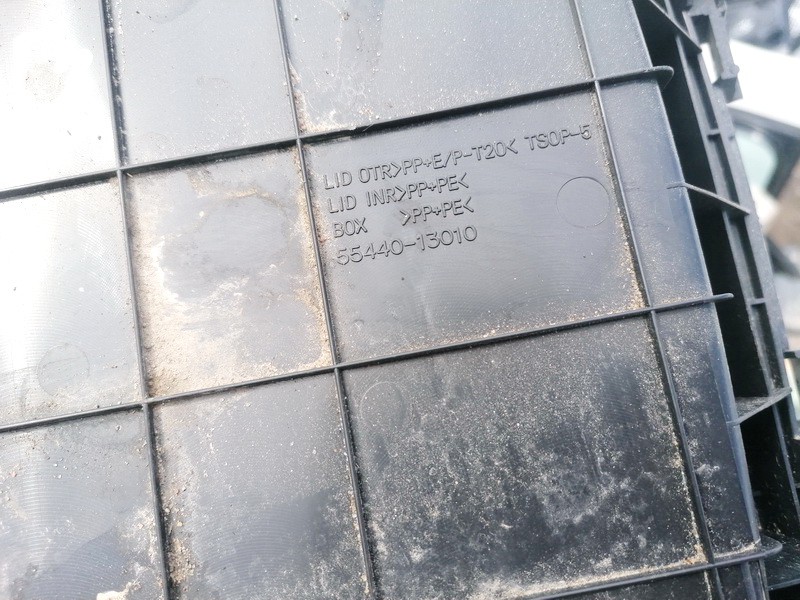 LID OTR>PP+E/P-T20< TSOP-5
LID INR>PP+PE<
BOX >PP+PE<
55440-13010